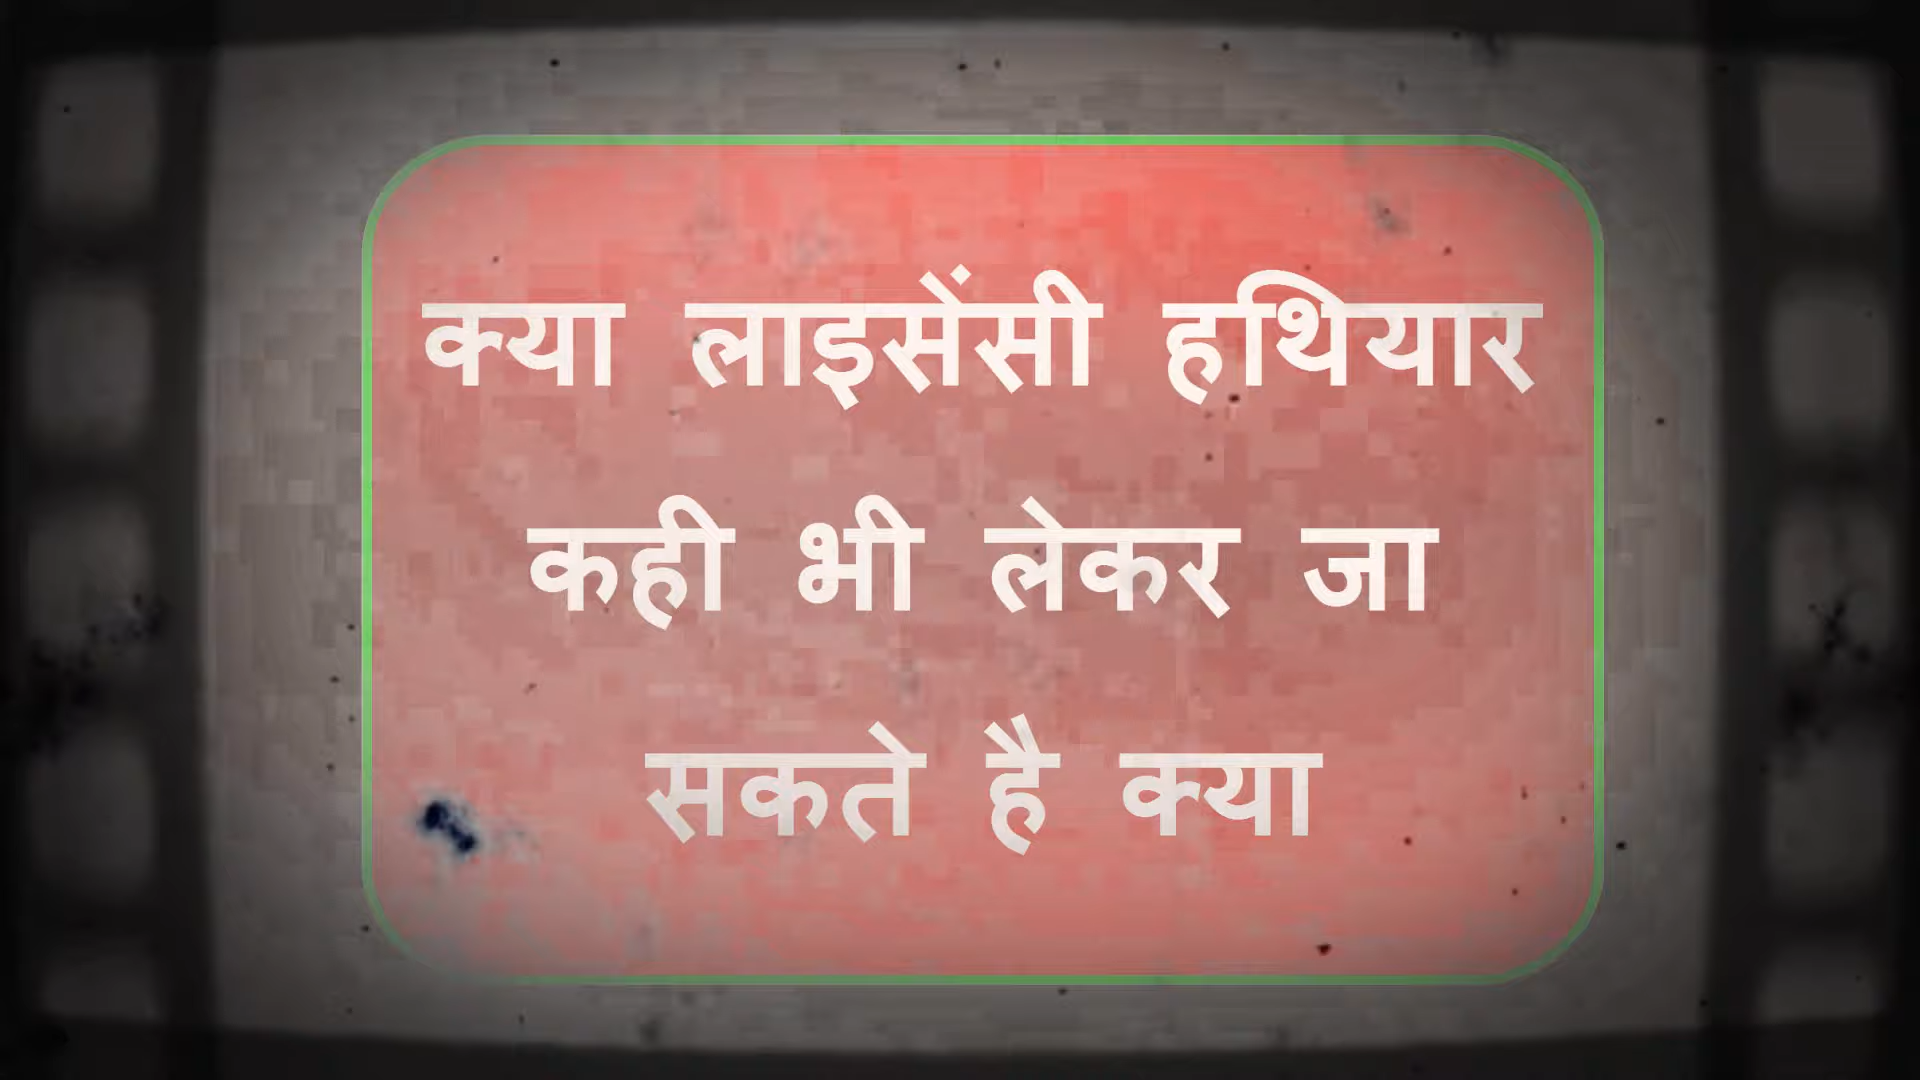 क्या लाइसेंसी हथियार
कही भी लेकर जा
सकते है क्या